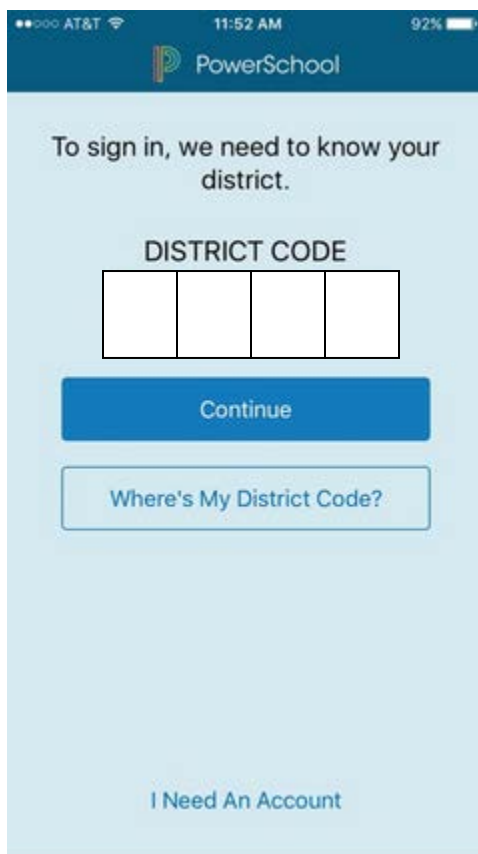 AT&T 11:52 AM 92%
PowerSchool
To sign in, we need to know your
district.
DISTRICT CODE
Continue
Where's My District Code?
I Need An Account